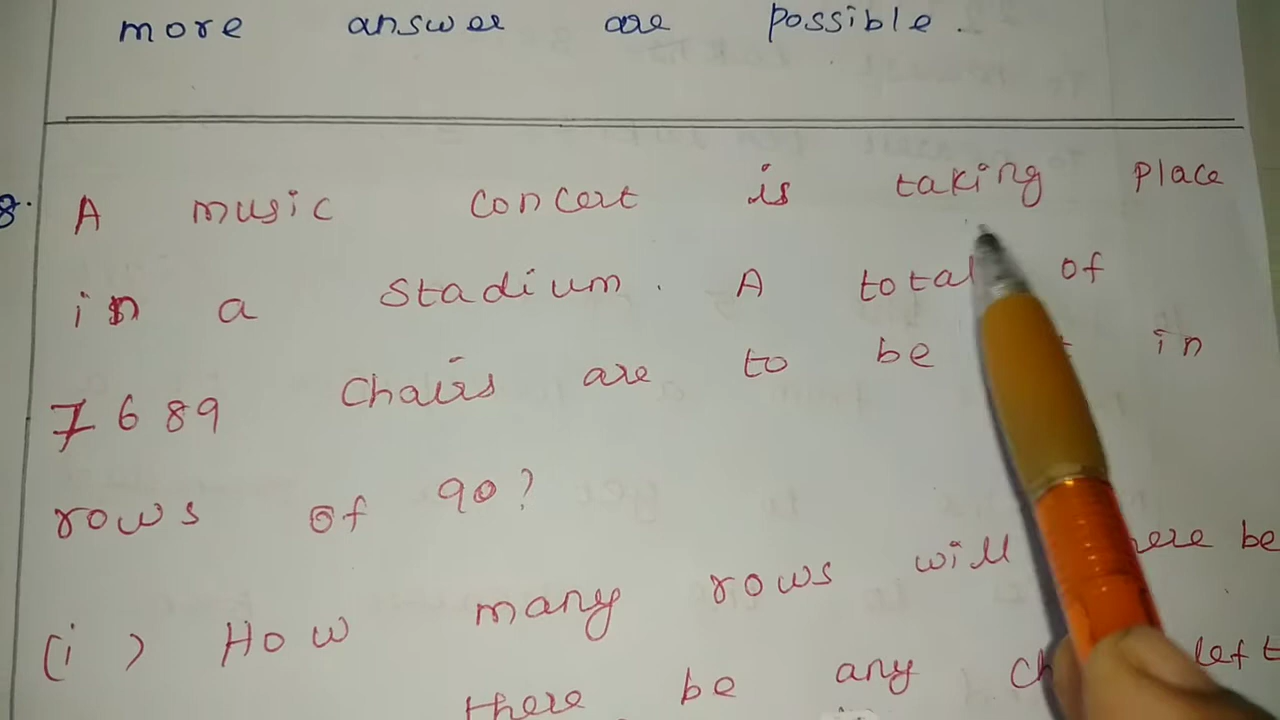 more answer are possible.
8. A music concert is taking place
in a stadium. A total of
7689 chairs are to be in
rows of 90?
(i) How many rows will be
there be any left